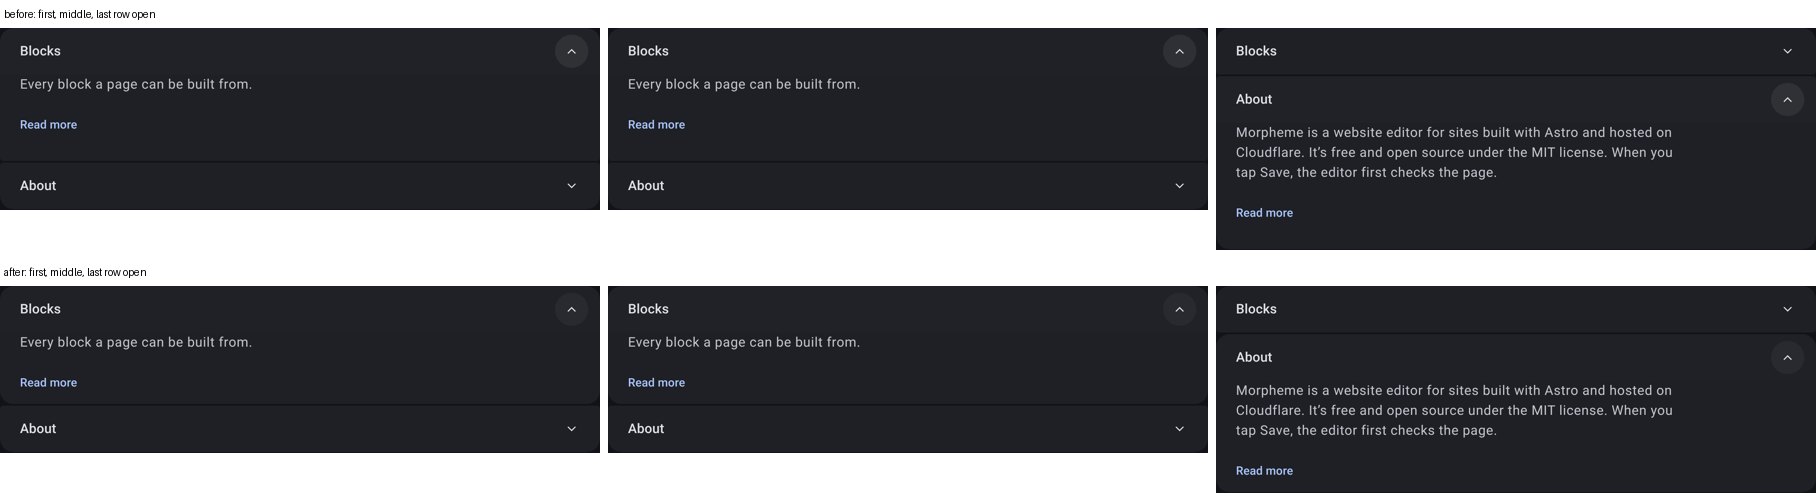 before: first, middle, last row open
Blocks
Every block a page can be built from.
Read more
About
Blocks
Every block a page can be built from.
Read more
About
Blocks
About
Morpheme is a website editor for sites built with Astro and hosted on
Cloudflare. It’s free and open source under the MIT license. When you
tap Save, the editor first checks the page.
Read more
after: first, middle, last row open
Blocks
Every block a page can be built from.
Read more
About
Blocks
Every block a page can be built from.
Read more
About
Blocks
About
Morpheme is a website editor for sites built with Astro and hosted on
Cloudflare. It’s free and open source under the MIT license. When you
tap Save, the editor first checks the page.
Read more